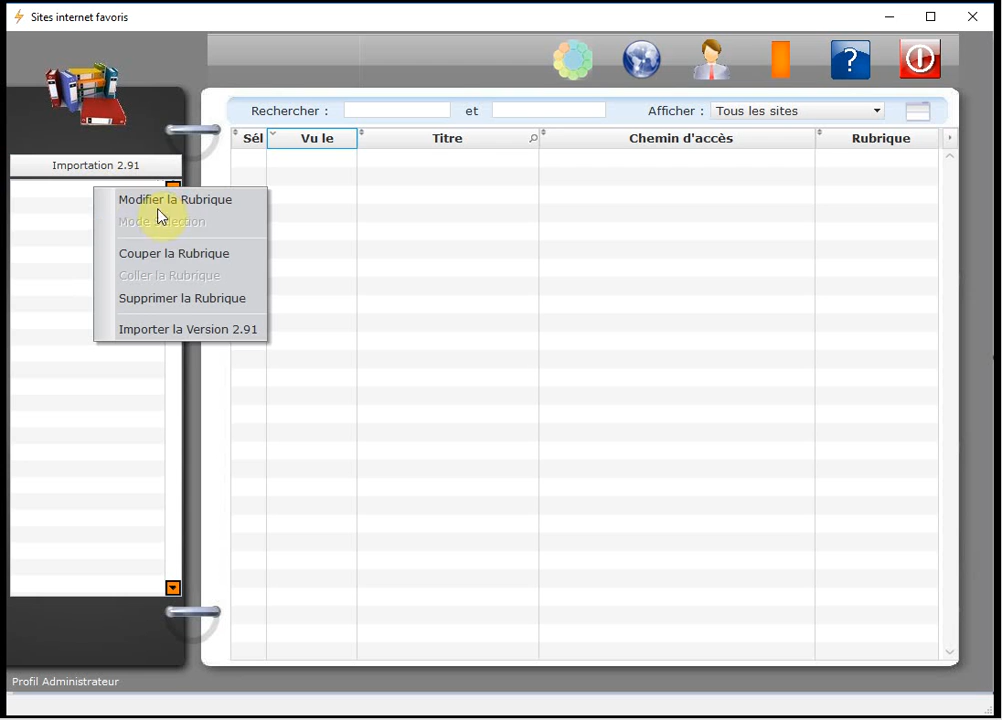 Sites internet favoris
Rechercher :
et
Afficher :
Tous les sites
Sél
Vu le
Titre
Chemin d'accès
Rubrique
Importation 2.91
Modifier la Rubrique
Mode Sélection
Couper la Rubrique
Coller la Rubrique
Supprimer la Rubrique
Importer la Version 2.91
Profil Administrateur